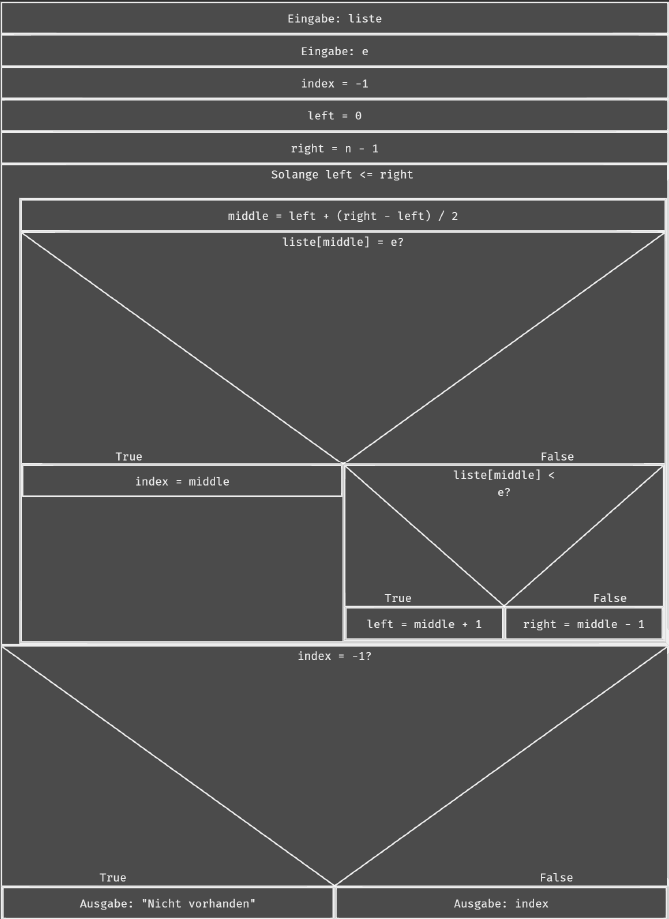 Eingabe: liste
Eingabe: e
index = -1
left = 0
right = n - 1
Solange left <= right
middle = left + (right - left) / 2
liste[middle] = e?
True
False
index = middle
liste[middle] <
e?
True
False
left = middle + 1
right = middle - 1
index = -1?
True
False
Ausgabe: "Nicht vorhanden"
Ausgabe: index